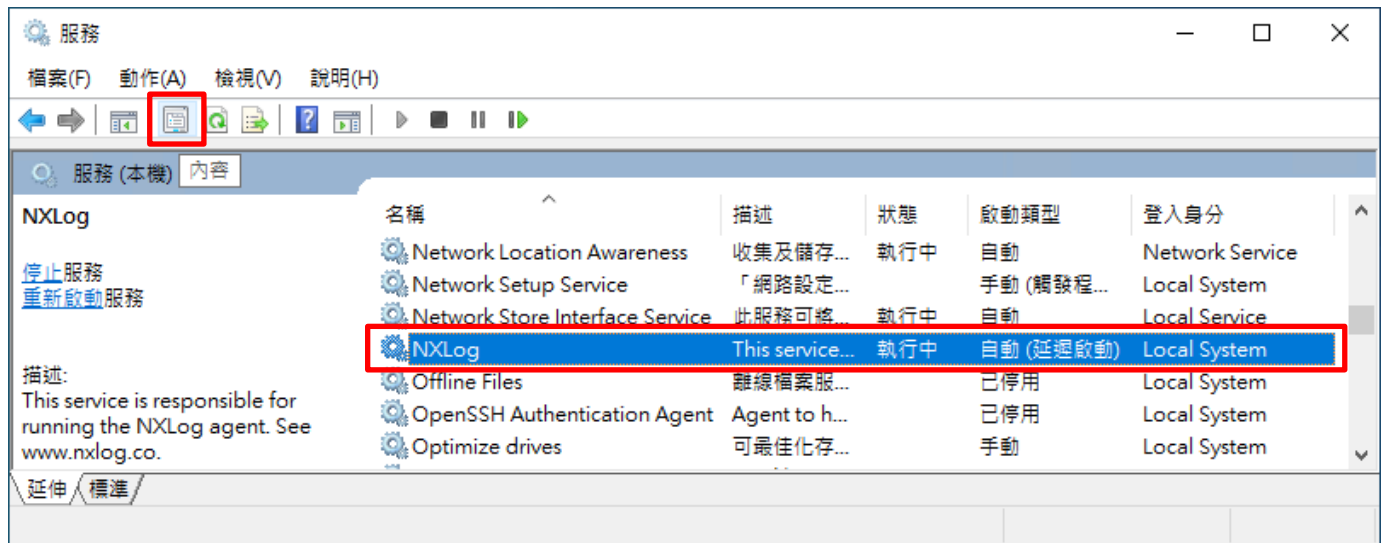 服務
檔案(F) 動作(A) 檢視(V) 說明(H)
服務 (本機) 內容
NXLog
停止服務
重新啟動服務
描述:
This service is responsible for
running the NXLog agent. See
www.nxlog.co.
名稱 描述 狀態 啟動類型 登入身分
Network Location Awareness 收集及儲存... 執行中 自動 Network Service
Network Setup Service 「網路設定... 手動 (觸發程... Local System
Network Store Interface Service 此服務可將... 執行中 自動 Local Service
NXLog This service... 執行中 自動 (延遲啟動) Local System
Offline Files 離線檔案服... 已停用 Local System
OpenSSH Authentication Agent Agent to h... 已停用 Local System
Optimize drives 可最佳化存... 手動 Local System
延伸 標準